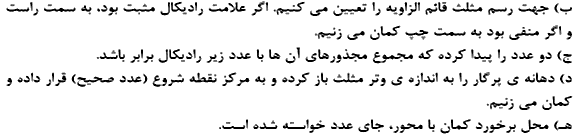 ب) جهت رسم مثلث قائم الزاویه را تعیین می کنیم. اگر علامت رادیکال مثبت بود، به سمت راست
و اگر منفی بود به سمت چپ کمان می زنیم.
ج) دو عدد را پیدا کرده که مجموع مجذورهای آن ها با عدد زیر رادیکال برابر باشد.
د) دهانه ی پرگار را به اندازه ی وتر مثلث باز کرده و به مرکز نقطه شروع (عدد صحیح) قرار داده و
کمان می زنیم.
هـ) محل برخورد کمان با محور، جای عدد خواسته شده است.